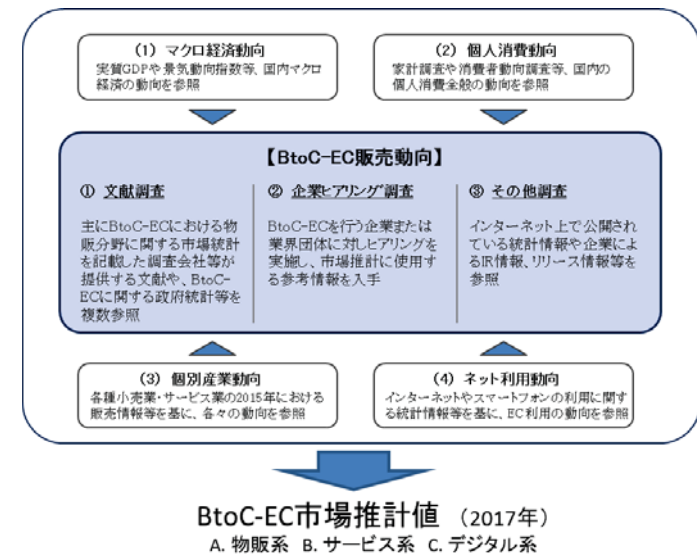 (1) マクロ経済動向
実質GDPや景気動向指数等、国内マクロ
経済の動向を参照
(2) 個人消費動向
家計調査や消費者動向調査等、国内の
個人消費全般の動向を参照
【BtoC-EC販売動向】
① 文献調査
主にBtoC-ECにおける物
販分野に関する市場統計
を記載した調査会社等が
提供する文献や、BtoC-
ECに関する政府統計等を
複数参照
② 企業ヒアリング調査
BtoC-ECを行う企業または
業界団体に対しヒアリングを
実施し、市場推計に使用す
る参考情報を入手
③ その他調査
インターネット上で公開され
ている統計情報や企業によ
るIR情報、リリース情報等を
参照
(3) 個別産業動向
各種小売業・サービス業の2015年における
販売情報等を基に、各々の動向を参照
(4) ネット利用動向
インターネットやスマートフォンの利用に関す
る統計情報等を基に、EC利用の動向を参照
BtoC-EC市場推計値 (2017年)
A. 物販系 B. サービス系 C. デジタル系